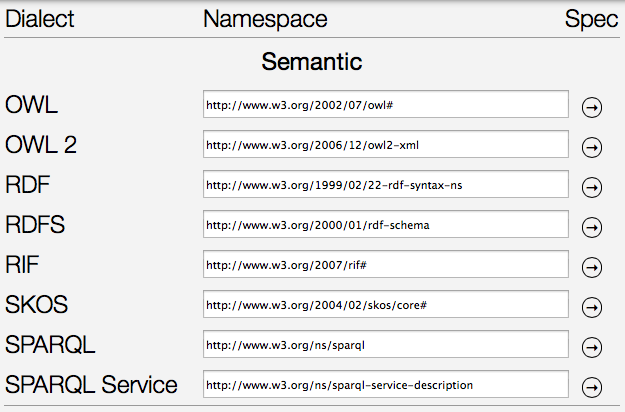 Dialect Namespace Spec
Semantic
OWL http://www.w3.org/2002/07/owl#
OWL 2 http://www.w3.org/2006/12/owl2-xml
RDF http://www.w3.org/1999/02/22-rdf-syntax-ns
RDFS http://www.w3.org/2000/01/rdf-schema
RIF http://www.w3.org/2007/rif#
SKOS http://www.w3.org/2004/02/skos/core#
SPARQL http://www.w3.org/ns/sparql
SPARQL Service http://www.w3.org/ns/sparql-service-description